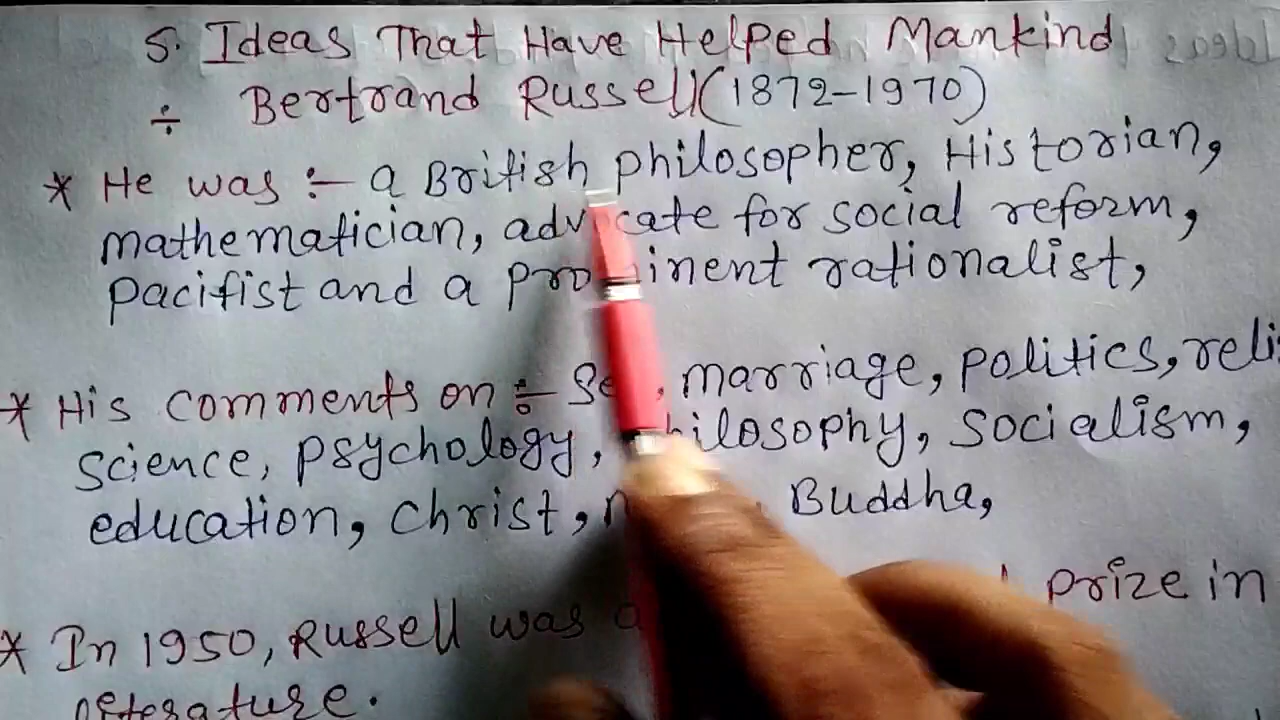 5. Ideas That Have Helped Mankind
÷ Bertrand Russell (1872-1970)
* He was :- a British philosopher, Historian,
mathematician, advocate for social reform,
pacifist and a prominent rationalist,
* His comments on :- marriage, politics,
science, psychology, philosophy, socialism,
education, christ, Buddha,
* In 1950, Russell was prize in
literature.